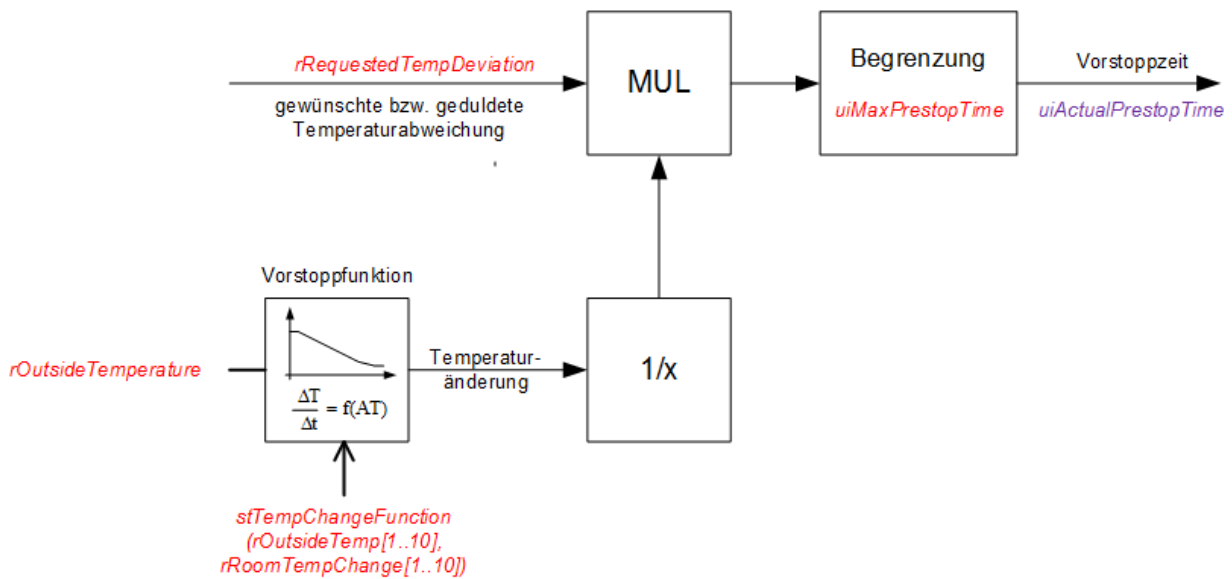 rRequestedTempDeviation
gewünschte bzw. geduldete
Temperaturabweichung
MUL
Begrenzung
uiMaxPrestopTime
Vorstoppzeit
uiActualPrestopTime
Vorstoppfunktion
rOutsideTemperature
ΔT/Δt = f(AT)
Temperatur-
änderung
1/x
stTempChangeFunction
(rOutsideTemp[1..10],
rRoomTempChange[1..10])